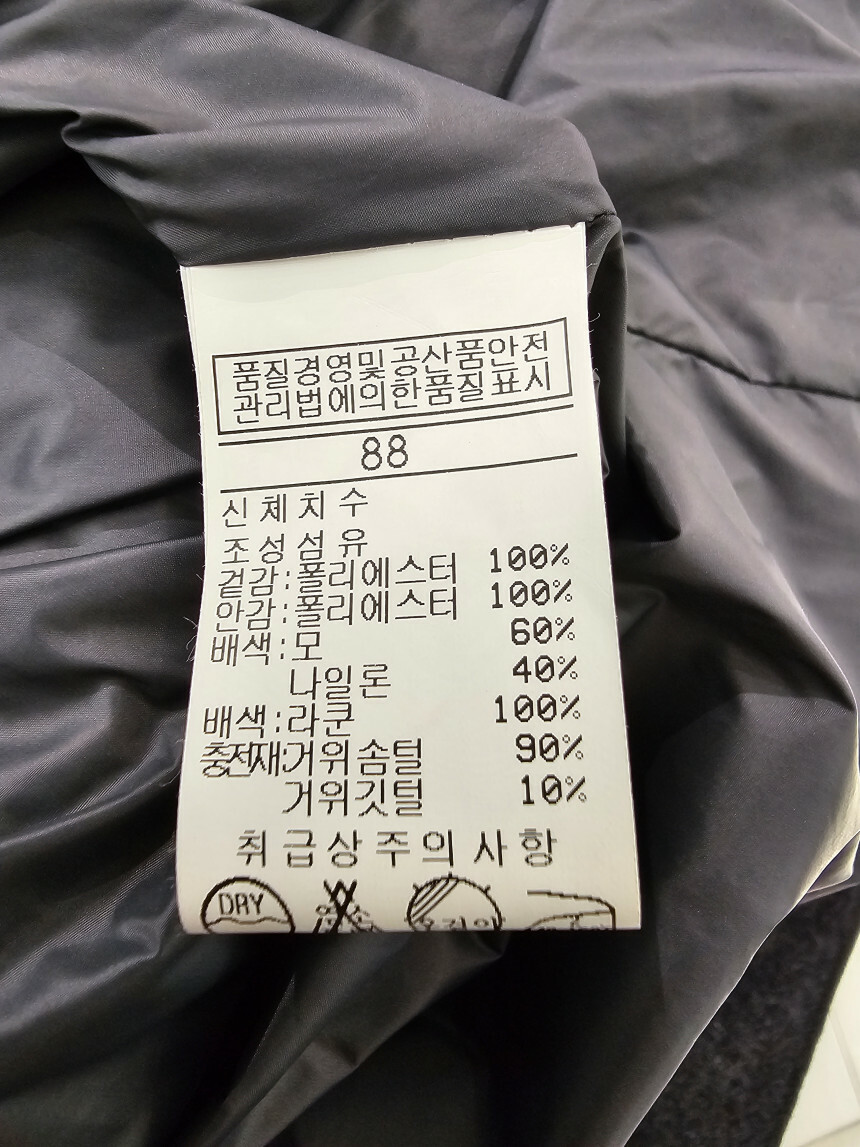 품질경영및공산품안전
관리법에의한품질표시
88
신체치수
조성섬유
겉감:폴리에스터 100%
안감:폴리에스터 100%
배색:모 60%
나일론 40%
배색:라쿤 100%
충전재:거위솜털 90%
거위깃털 10%
취급상주의사항
DRY